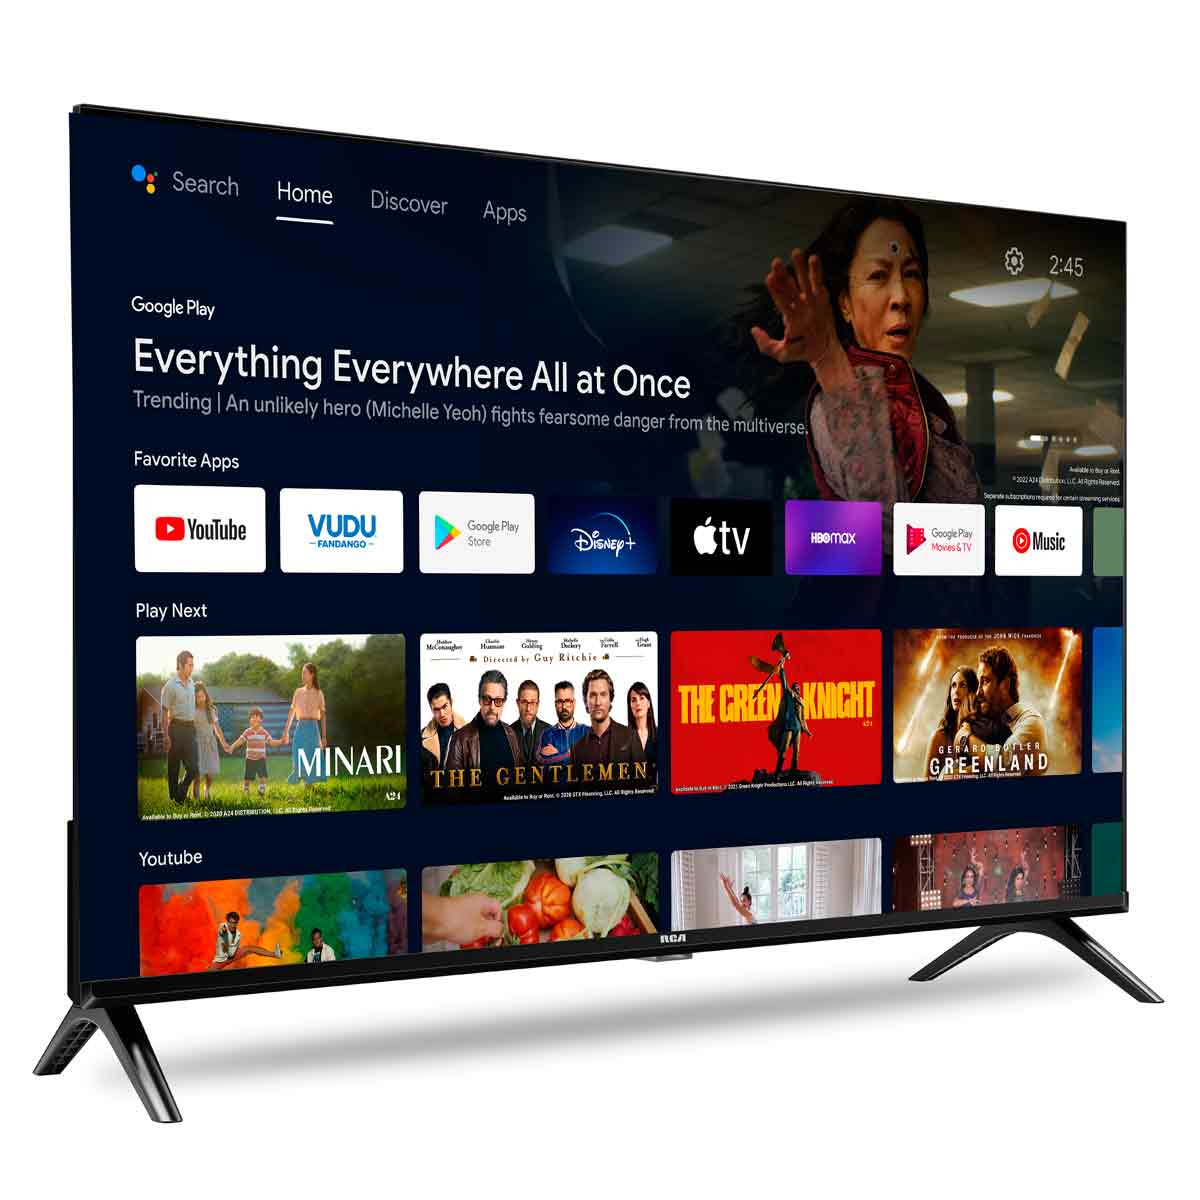 Search Home Discover Apps
2:45
Google Play
Everything Everywhere All at Once
Trending | An unlikely hero (Michelle Yeoh) fights fearsome danger from the multiverse.
Available to Buy or Rent.
© 2022 A24 Distribution, LLC. All Rights Reserved.
Separate subscriptions required for certain streaming services.
Favorite Apps
YouTube
VUDU
FANDANGO
Google Play
Store
Disney+
tv
HBOmax
Google Play
Movies & TV
Music
Play Next
MINARI
A24
Available to Buy or Rent. © 2020 A24 DISTRIBUTION, LLC. All Rights Reserved.
Matthew McConaughey
Charlie Hunnam
Henry Golding
Michelle Dockery
Colin Farrell
Hugh Grant
Directed by Guy Ritchie
THE GENTLEMEN
Available to Buy or Rent. © 2020 STX Financing, LLC. All Rights Reserved.
THE GREEN KNIGHT
A24
Available to Buy or Rent. © 2021 Green Knight Productions LLC. All Rights Reserved.
FROM THE PRODUCER OF THE JOHN WICK FRANCHISE
GERARD BUTLER
GREENLAND
Youtube
RCA